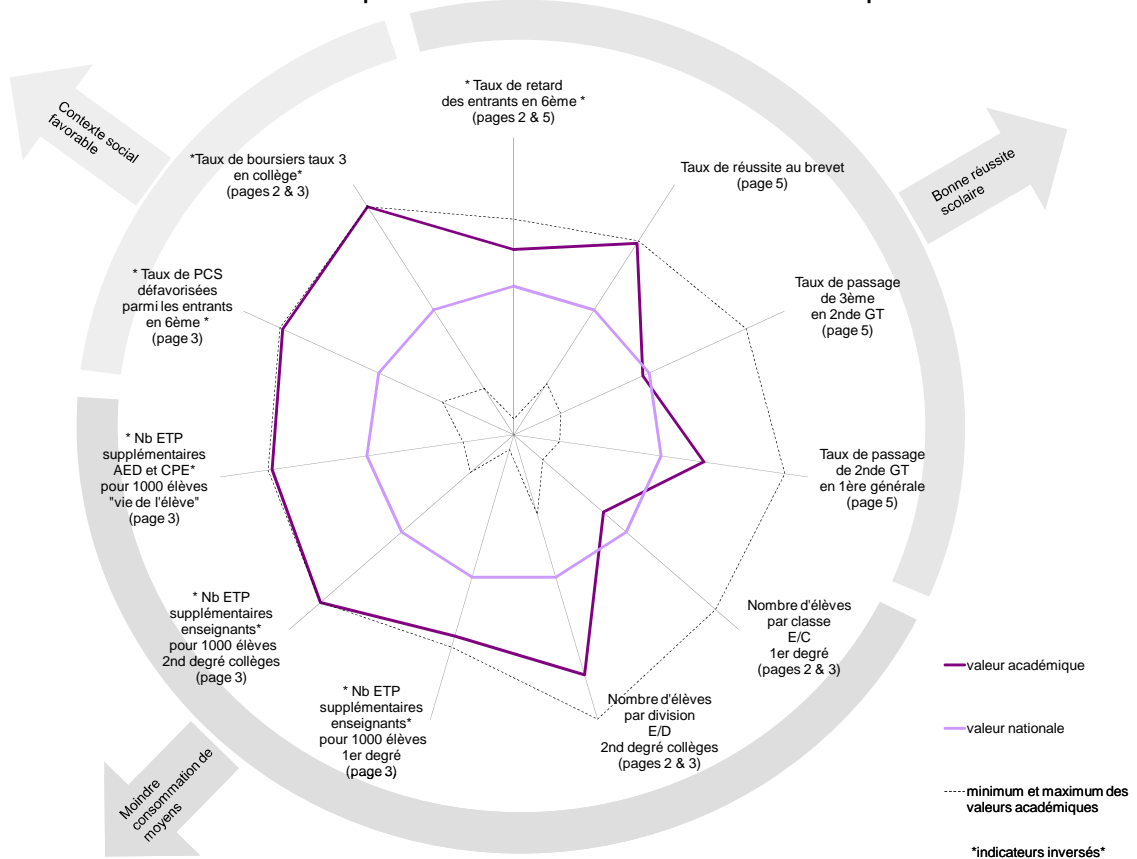 * Taux de retard
des entrants en 6ème *
(pages 2 & 5)
Taux de réussite au brevet
(page 5)
Taux de passage
de 3ème
en 2nde GT
(page 5)
Taux de passage
de 2nde GT
en 1ère générale
(page 5)
Nombre d'élèves
par classe
E/C
1er degré
(pages 2 & 3)
Nombre d'élèves
par division
E/D
2nd degré collèges
(pages 2 & 3)
* Nb ETP
supplémentaires
enseignants*
pour 1000 élèves
1er degré
(page 3)
* Nb ETP
supplémentaires
enseignants*
pour 1000 élèves
2nd degré collèges
(page 3)
* Nb ETP
supplémentaires
AED et CPE*
pour 1000 élèves
"vie de l'élève"
(page 3)
* Taux de PCS
défavorisées
parmi les entrants
en 6ème *
(page 3)
*Taux de boursiers taux 3
en collège*
(pages 2 & 3)
Contexte social
favorable
Bonne réussite
scolaire
Moindre
consommation de
moyens
valeur académique
valeur nationale
minimum et maximum des
valeurs académiques
*indicateurs inversés*